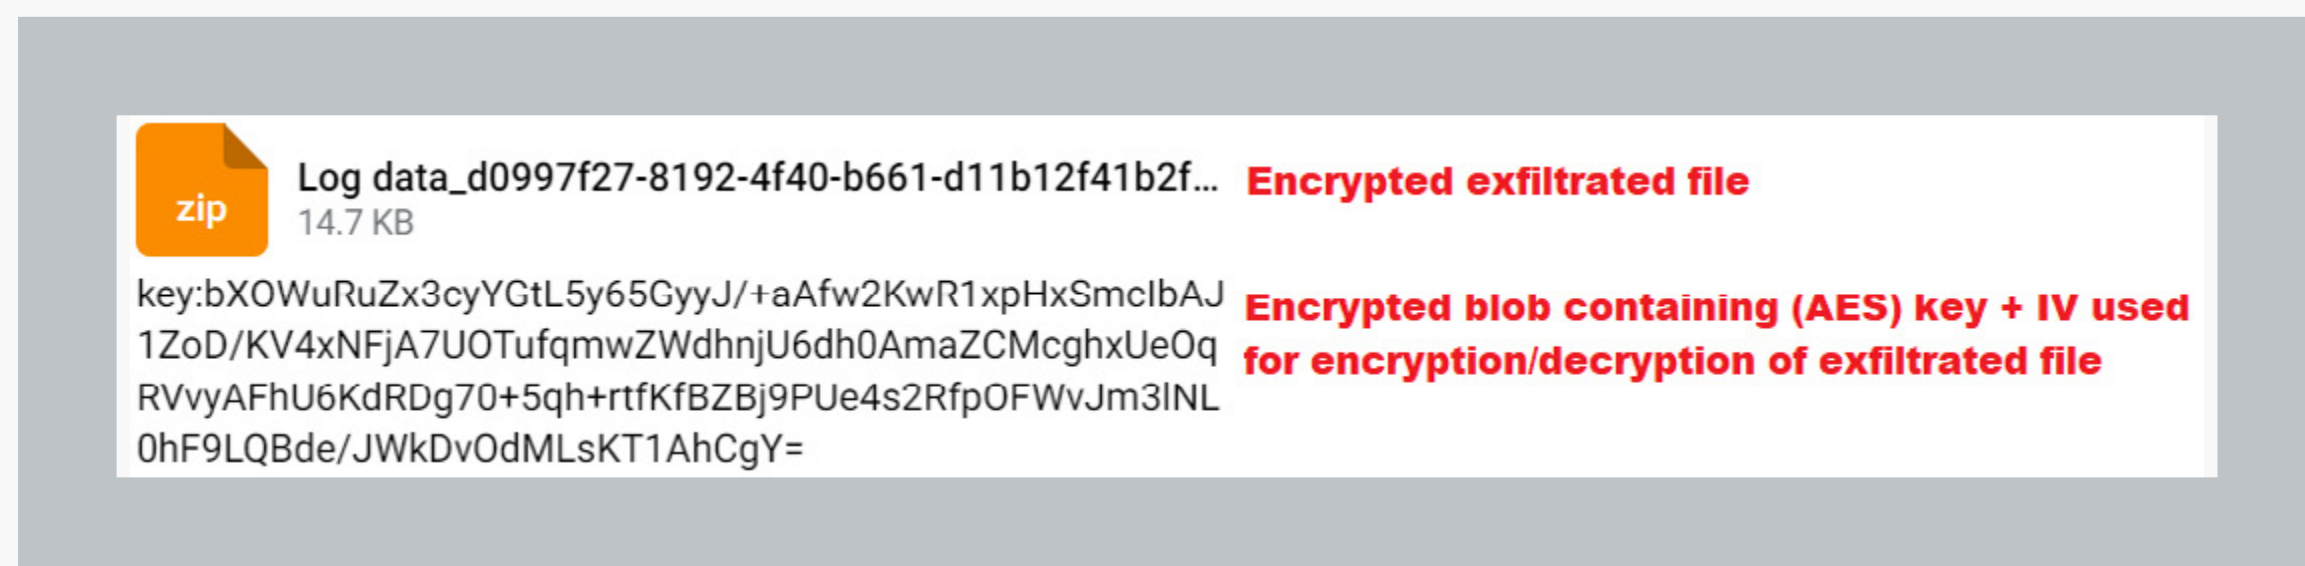 zip
Log data_d0997f27-8192-4f40-b661-d11b12f41b2f...
14.7 KB
Encrypted exfiltrated file
key:bXOWuRuZx3cyYGtL5y65GyyJ/+aAfw2KwR1xpHxSmcIbAJ
1ZoD/KV4xNFjA7UOTufqmwZWdhnjU6dh0AmaZCMcghxUeOq
RVvyAFhU6KdRDg70+5qh+rtfKfBZBj9PUe4s2RfpOFWvJm3lNL
0hF9LQBde/JWkDvOdMLsKT1AhCgY=
Encrypted blob containing (AES) key + IV used
for encryption/decryption of exfiltrated file